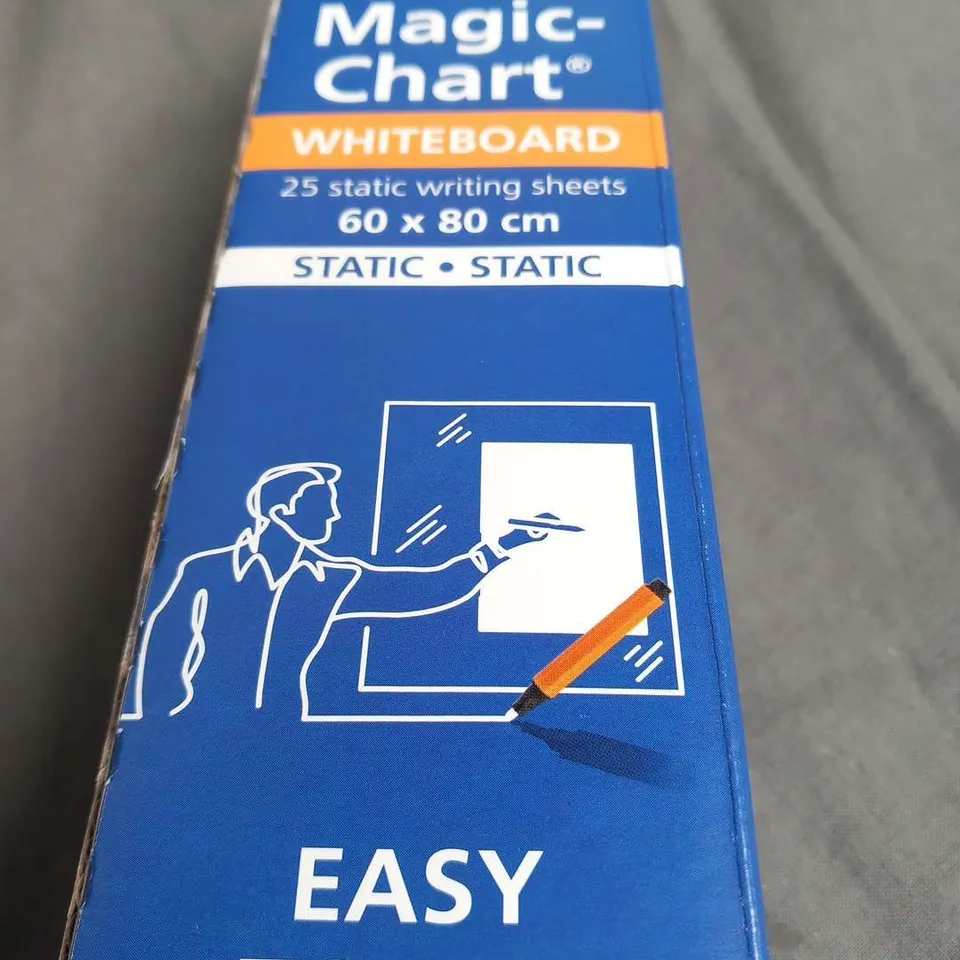 Magic-
Chart®
WHITEBOARD
25 static writing sheets
60 x 80 cm
STATIC • STATIC
EASY